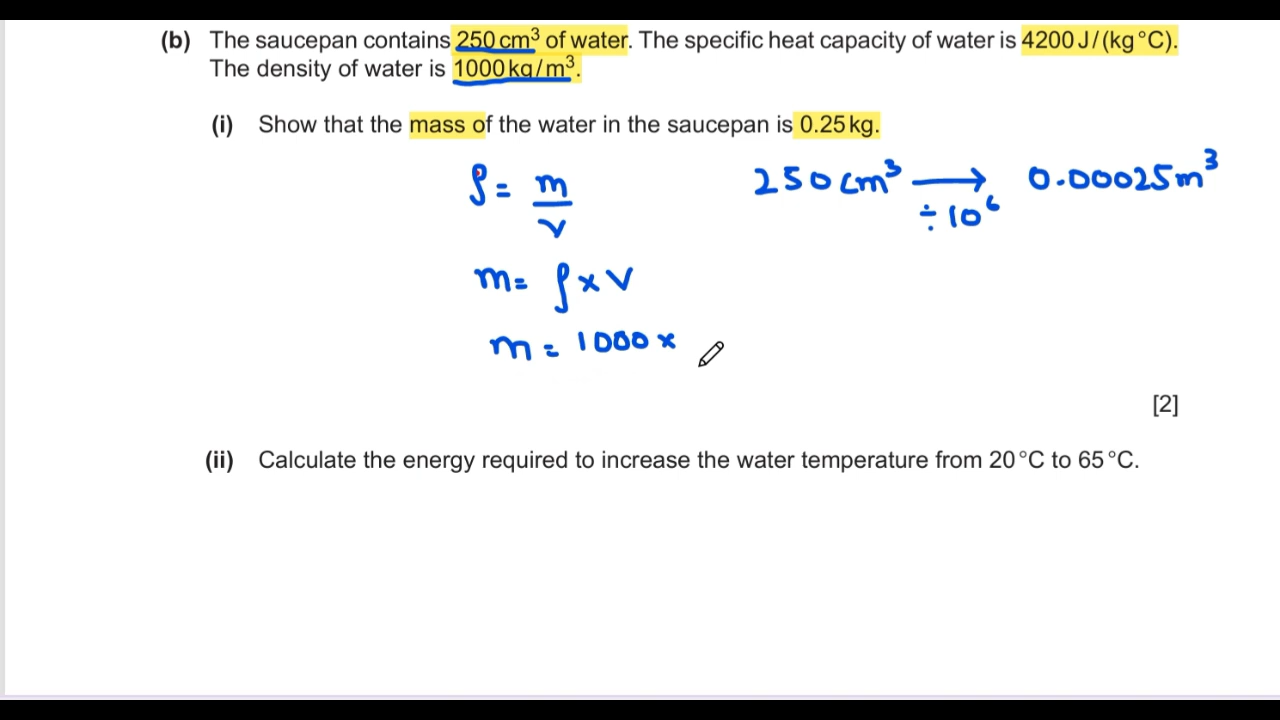 (b) The saucepan contains 250 cm³ of water. The specific heat capacity of water is 4200 J/(kg °C).
The density of water is 1000 kg/m³.
(i) Show that the mass of the water in the saucepan is 0.25 kg.
ρ = m/v
250 cm³ ⟶ 0.00025 m³
÷ 10⁶
m = ρ x V
m = 1000 x
[2]
(ii) Calculate the energy required to increase the water temperature from 20 °C to 65 °C.